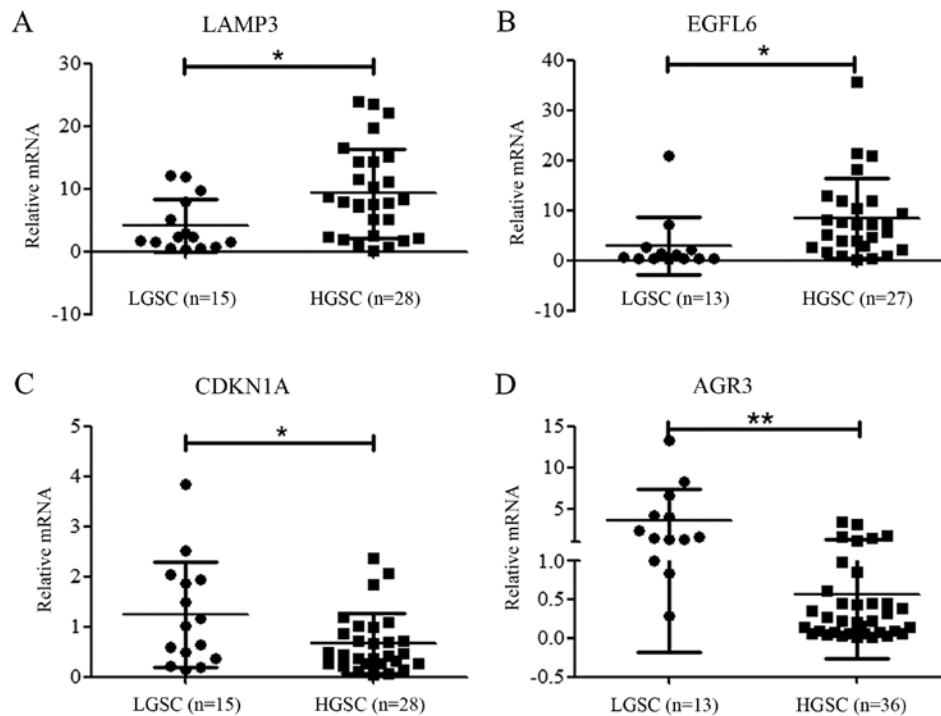 A
LAMP3
*
30
20
10
0
-10
Relative mRNA
LGSC (n=15)
HGSC (n=28)
B
EGFL6
*
40
30
20
10
0
-10
Relative mRNA
LGSC (n=13)
HGSC (n=27)
C
CDKN1A
*
5
4
3
2
1
0
Relative mRNA
LGSC (n=15)
HGSC (n=28)
D
AGR3
**
15
10
5
1.0
0.5
0.0
-0.5
Relative mRNA
LGSC (n=13)
HGSC (n=36)